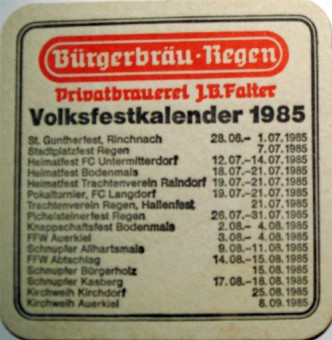 Bürgerbräu·Regen
Privatbrauerei J.B.Falter
Volksfestkalender 1985
St. Guntherfest, Rinchnach 28.06.– 1.07.1985
Stadtplatzfest Regen 7.07.1985
Heimatfest FC Untermitterdorf 12.07.–14.07.1985
Heimatfest Bodenmais 18.07.–21.07.1985
Heimatfest Trachtenverein Raindorf 19.07.–21.07.1985
Pokalturnier, FC Langdorf 19.07.–21.07.1985
Trachtenverein Regen, Hallenfest 21.07.1985
Pichelsteinerfest Regen 26.07.–31.07.1985
Knappschaftsfest Bodenmais 2.08.– 4.08.1985
FFW Auerkiel 3.08.– 4.08.1985
Schnupfer Allhartsmais 9.08.–11.08.1985
FFW Abtschlag 14.08.–15.08.1985
Schnupfer Bürgerholz 15.08.1985
Schnupfer Kasberg 17.08.–18.08.1985
Kirchweih Kirchdorf 25.08.1985
Kirchweih Auerkiel 8.09.1985